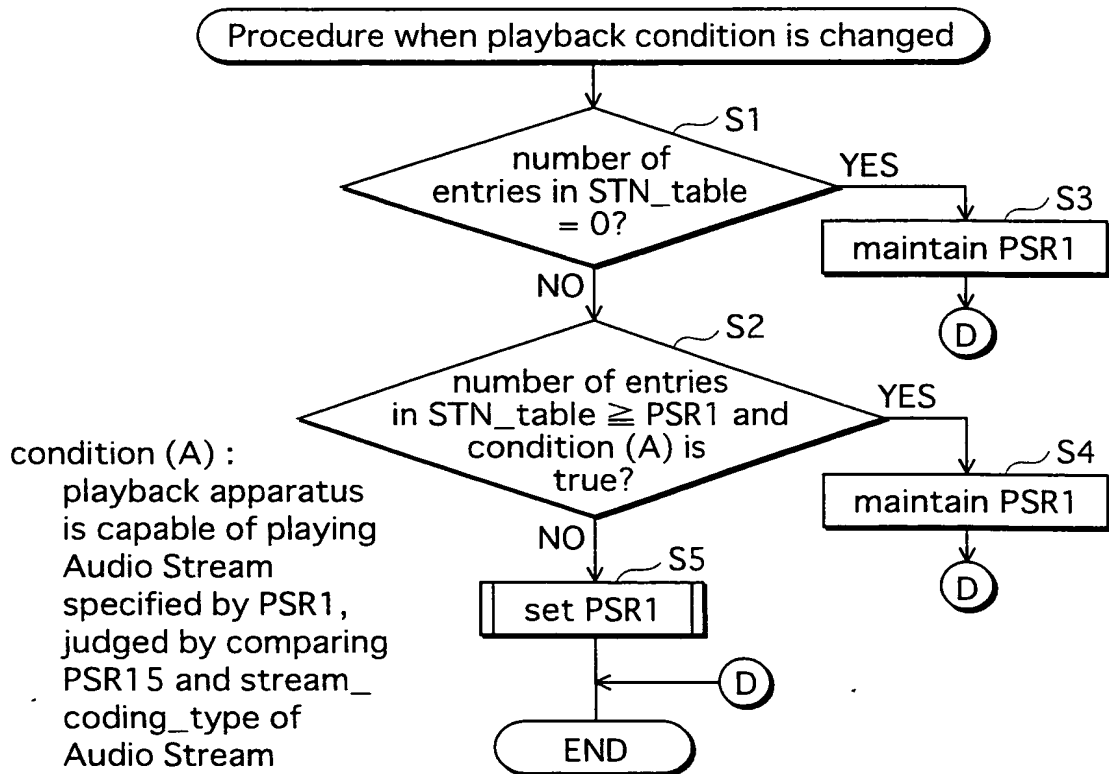 Procedure when playback condition is changed
S1
number of
entries in STN_table
= 0?
YES
S3
maintain PSR1
D
NO
S2
number of entries
in STN_table ≧ PSR1 and
condition (A) is
true?
YES
S4
maintain PSR1
D
NO
S5
set PSR1
D
END
condition (A) :
playback apparatus
is capable of playing
Audio Stream
specified by PSR1,
judged by comparing
PSR15 and stream_
coding_type of
Audio Stream